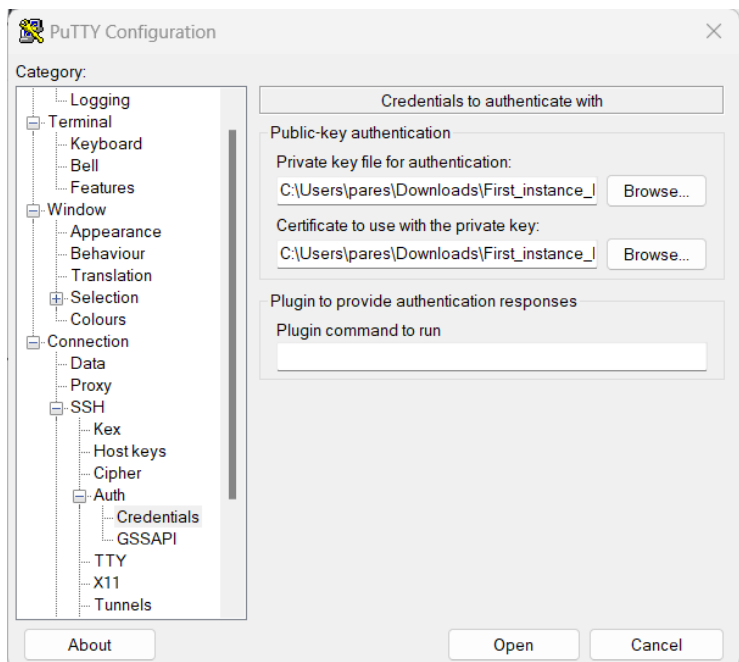 PuTTY Configuration
Category:
Logging
Terminal
Keyboard
Bell
Features
Window
Appearance
Behaviour
Translation
Selection
Colours
Connection
Data
Proxy
SSH
Kex
Host keys
Cipher
Auth
Credentials
GSSAPI
TTY
X11
Tunnels
Credentials to authenticate with
Public-key authentication
Private key file for authentication:
C:\Users\pares\Downloads\First_instance_ Browse...
Certificate to use with the private key:
C:\Users\pares\Downloads\First_instance_ Browse...
Plugin to provide authentication responses
Plugin command to run
About Open Cancel